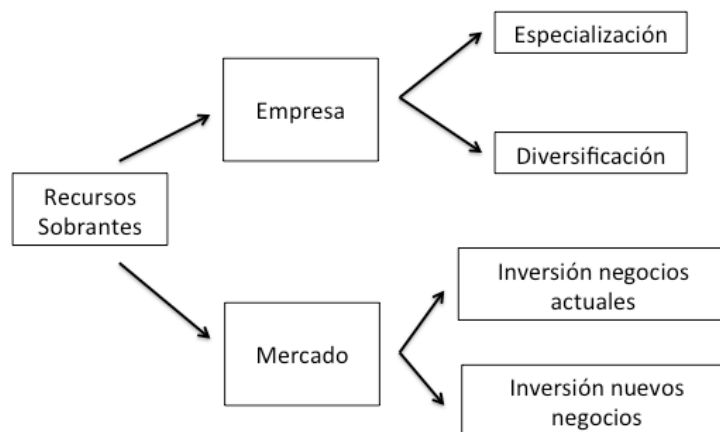 Especialización
Empresa
Diversificación
Recursos
Sobrantes
Inversión negocios
actuales
Mercado
Inversión nuevos
negocios